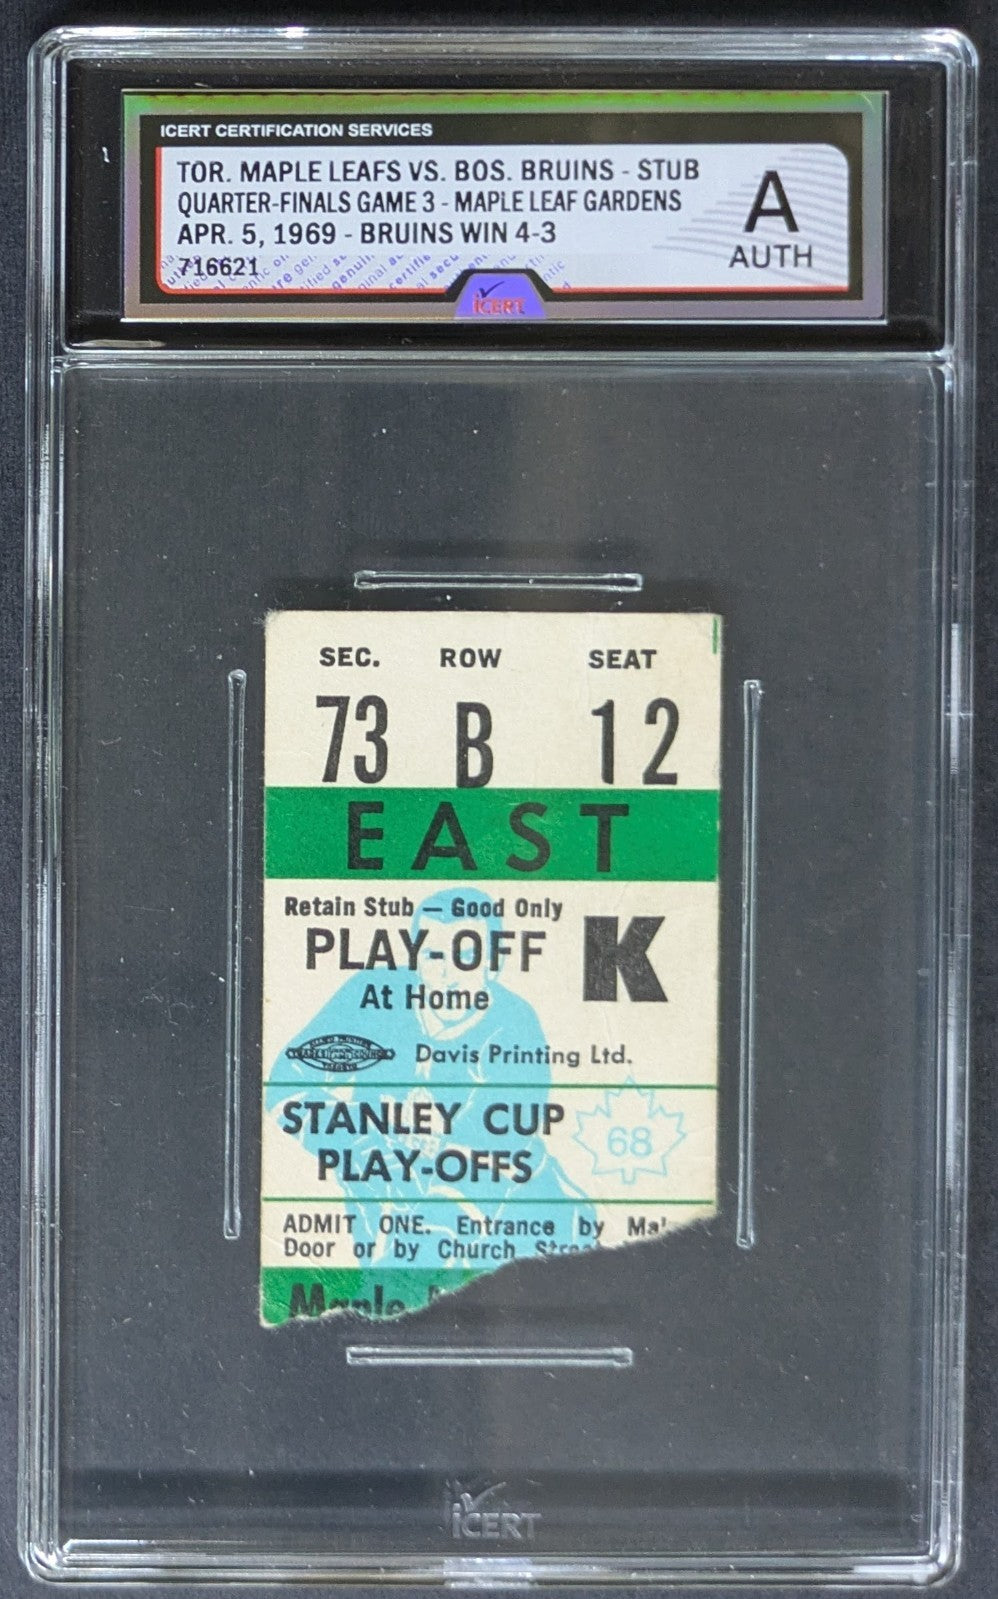 ICERT CERTIFICATION SERVICES
TOR. MAPLE LEAFS VS. BOS. BRUINS - STUB
QUARTER-FINALS GAME 3 - MAPLE LEAF GARDENS
APR. 5, 1969 - BRUINS WIN 4-3
716621
A
AUTH
iCERT
SEC. ROW SEAT
73 B 12
EAST
Retain Stub — Good Only
PLAY-OFF K
At Home
Davis Printing Ltd.
STANLEY CUP
PLAY-OFFS
68
ADMIT ONE. Entrance by
Door or by Church
Maple
iCERT